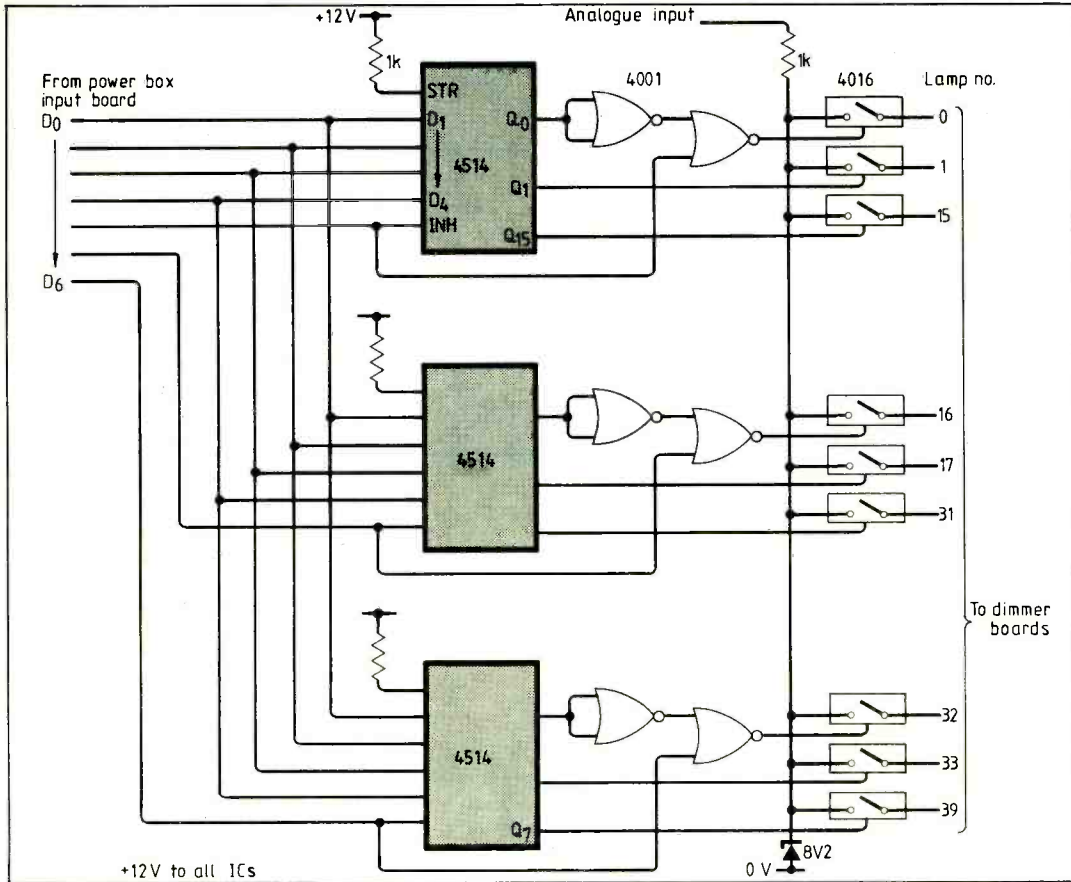 +12V
Analogue input
1k
1k
4001
4016
Lamp no.
From power box
input board
D0
D6
STR
D1
4514
D4
INH
Q0
Q1
Q15
0
1
15
4514
16
17
31
To dimmer
boards
4514
Q7
32
33
39
8V2
0 V
+12V to all ICs